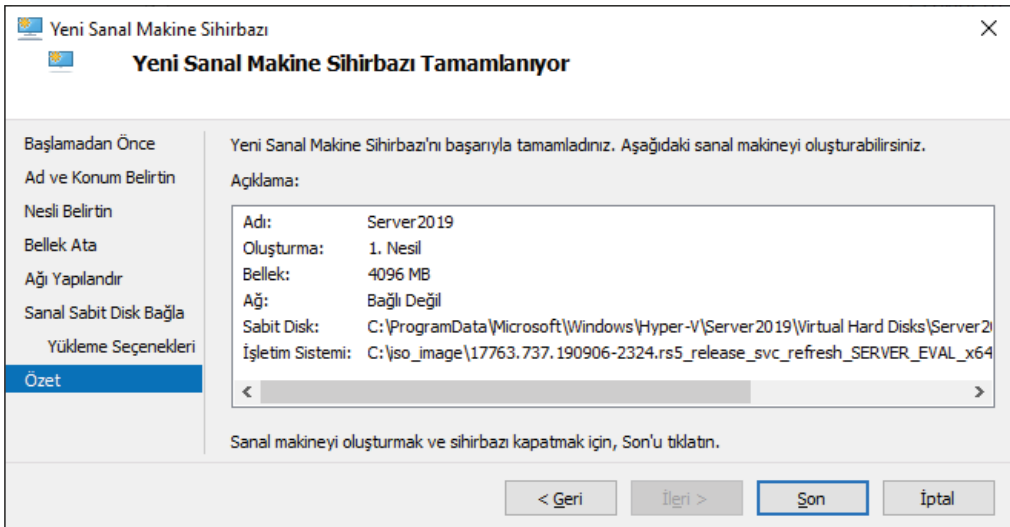 Yeni Sanal Makine Sihirbazı
Yeni Sanal Makine Sihirbazı Tamamlanıyor
Başlamadan Önce
Ad ve Konum Belirtin
Nesli Belirtin
Bellek Ata
Ağı Yapılandır
Sanal Sabit Disk Bağla
Yükleme Seçenekleri
Özet
Yeni Sanal Makine Sihirbazı'nı başarıyla tamamladınız. Aşağıdaki sanal makineyi oluşturabilirsiniz.
Açıklama:
Adı: Server2019
Oluşturma: 1. Nesil
Bellek: 4096 MB
Ağ: Bağlı Değil
Sabit Disk: C:\ProgramData\Microsoft\Windows\Hyper-V\Server2019\Virtual Hard Disks\Server2
İşletim Sistemi: C:\iso_image\17763.737.190906-2324.rs5_release_svc_refresh_SERVER_EVAL_x64
Sanal makineyi oluşturmak ve sihirbazı kapatmak için, Son'u tıklatın.
< Geri İleri > Son İptal